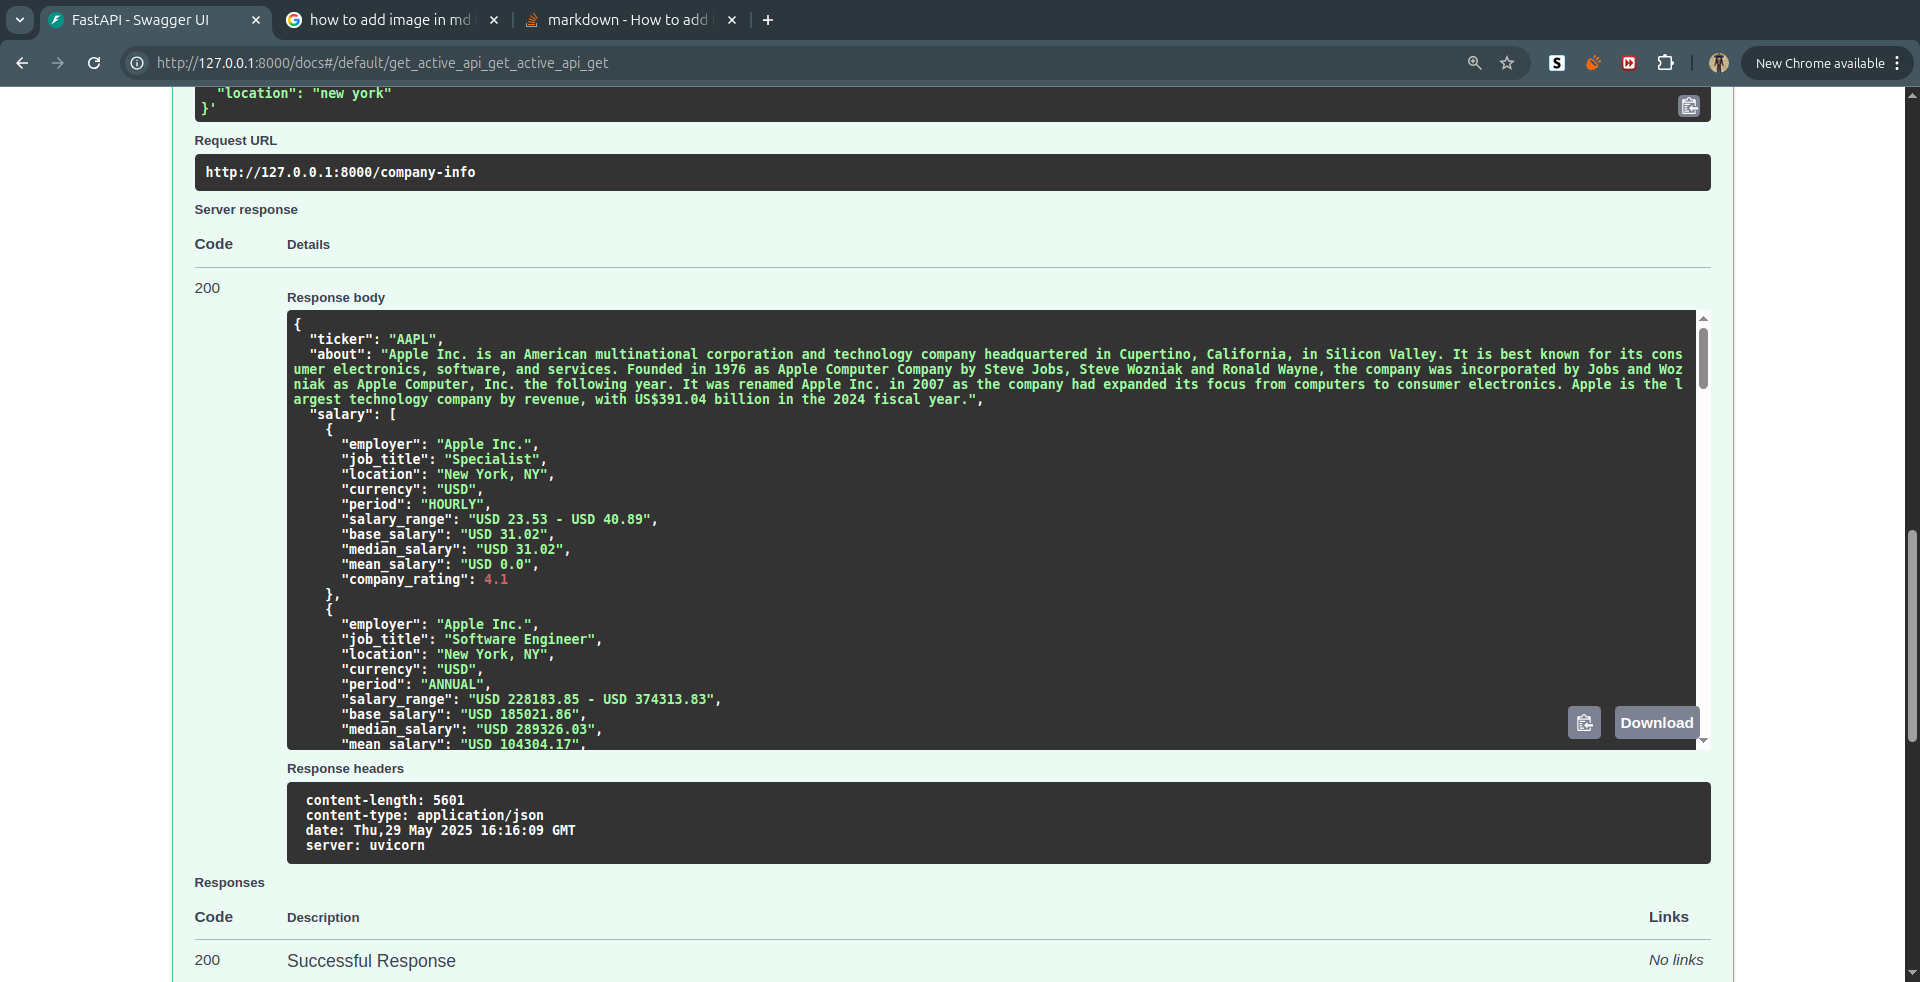 FastAPI - Swagger UI
how to add image in md
markdown - How to add
http://127.0.0.1:8000/docs#/default/get_active_api_get_active_api_get
S
New Chrome available
"location": "new york"
}'
Request URL
http://127.0.0.1:8000/company-info
Server response
Code Details
200
Response body
{
"ticker": "AAPL",
"about": "Apple Inc. is an American multinational corporation and technology company headquartered in Cupertino, California, in Silicon Valley. It is best known for its cons
umer electronics, software, and services. Founded in 1976 as Apple Computer Company by Steve Jobs, Steve Wozniak and Ronald Wayne, the company was incorporated by Jobs and Woz
niak as Apple Computer, Inc. the following year. It was renamed Apple Inc. in 2007 as the company had expanded its focus from computers to consumer electronics. Apple is the l
argest technology company by revenue, with US$391.04 billion in the 2024 fiscal year.",
"salary": [
{
"employer": "Apple Inc.",
"job_title": "Specialist",
"location": "New York, NY",
"currency": "USD",
"period": "HOURLY",
"salary_range": "USD 23.53 - USD 40.89",
"base_salary": "USD 31.02",
"median_salary": "USD 31.02",
"mean_salary": "USD 0.0",
"company_rating": 4.1
},
{
"employer": "Apple Inc.",
"job_title": "Software Engineer",
"location": "New York, NY",
"currency": "USD",
"period": "ANNUAL",
"salary_range": "USD 228183.85 - USD 374313.83",
"base_salary": "USD 185021.86",
"median_salary": "USD 289326.03",
"mean_salary": "USD 104304.17",
Download
Response headers
content-length: 5601
content-type: application/json
date: Thu,29 May 2025 16:16:09 GMT
server: uvicorn
Responses
Code Description Links
200 Successful Response No links